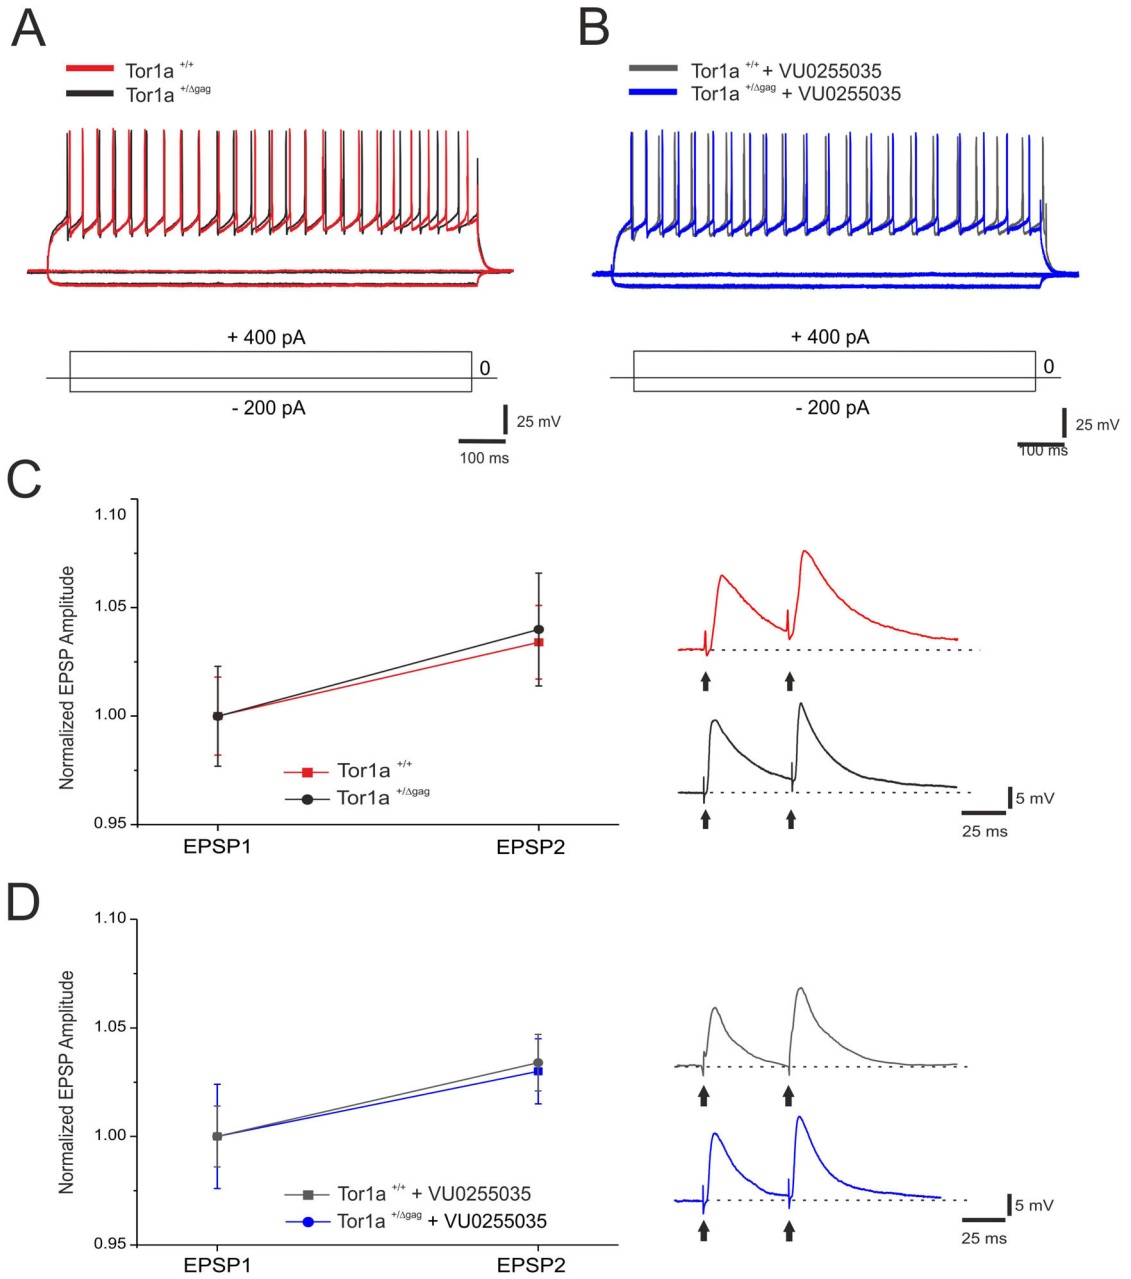 A
Tor1a +/+
Tor1a +/Δgag
+ 400 pA
0
- 200 pA
25 mV
100 ms
B
Tor1a +/+ + VU0255035
Tor1a +/Δgag + VU0255035
+ 400 pA
0
- 200 pA
25 mV
100 ms
C
Normalized EPSP Amplitude
1.10
1.05
1.00
0.95
Tor1a +/+
Tor1a +/Δgag
EPSP1
EPSP2
5 mV
25 ms
D
Normalized EPSP Amplitude
1.10
1.05
1.00
0.95
Tor1a +/+ + VU0255035
Tor1a +/Δgag + VU0255035
EPSP1
EPSP2
5 mV
25 ms